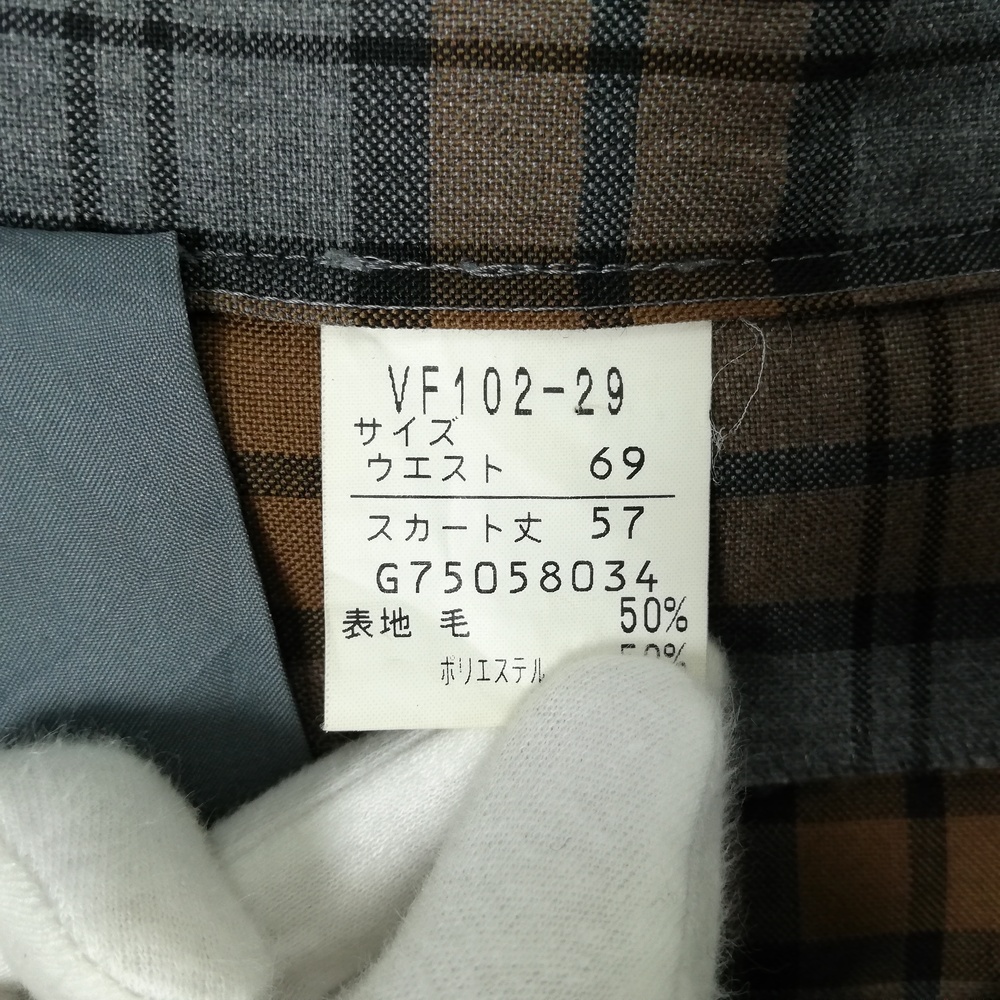 VF102-29
サイズ
ウエスト 69
スカート丈 57
G75058034
表地 毛 50%
ポリエステル 50%